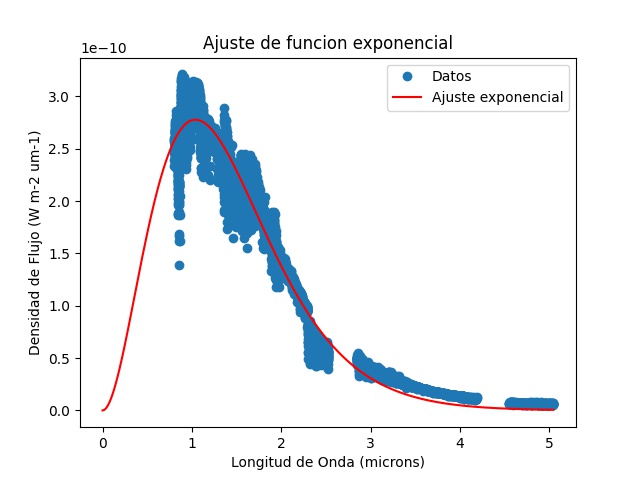 Ajuste de funcion exponencial
1e−10
Datos
Ajuste exponencial
3.0
2.5
2.0
1.5
1.0
0.5
0.0
Densidad de Flujo (W m-2 um-1)
0 1 2 3 4 5
Longitud de Onda (microns)